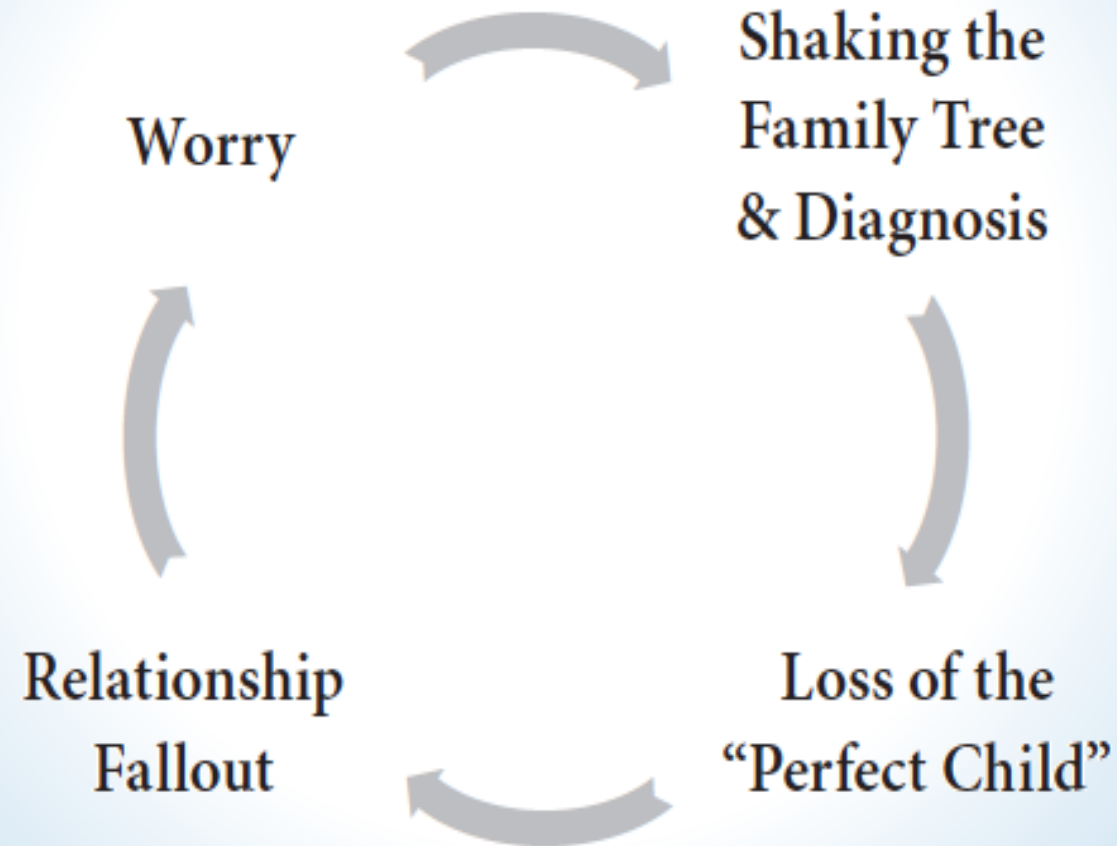 Worry
Shaking the
Family Tree
& Diagnosis
Loss of the
“Perfect Child”
Relationship
Fallout